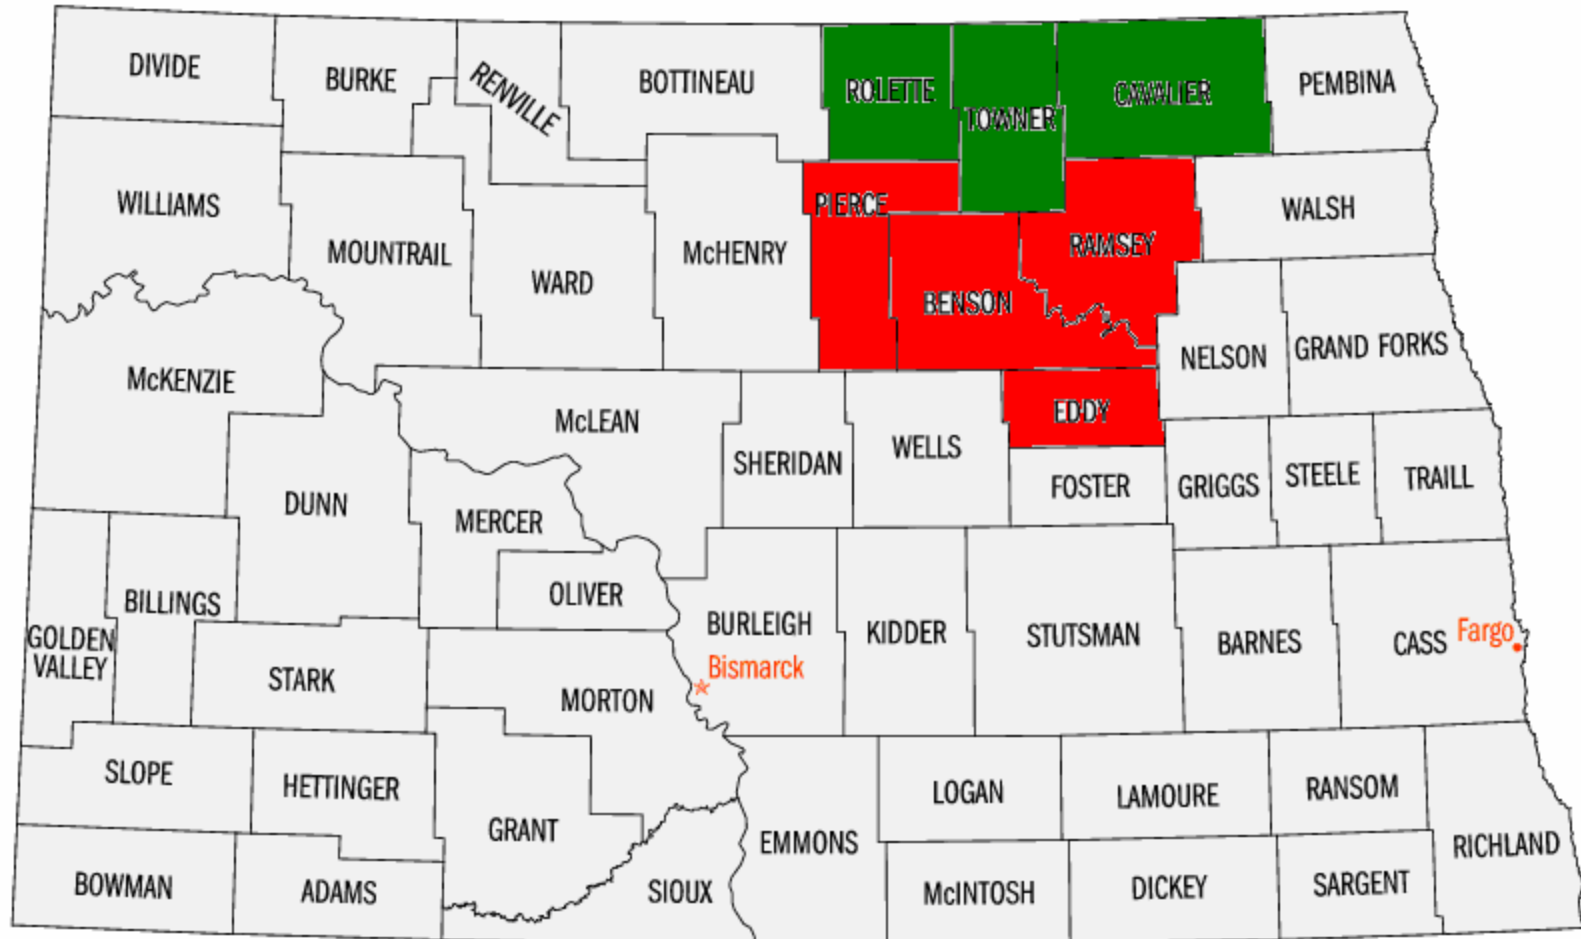 DIVIDE
BURKE
RENVILLE
BOTTINEAU
ROLETTE
TOWNER
CAVALIER
PEMBINA
WILLIAMS
MOUNTRAIL
WARD
McHENRY
PIERCE
BENSON
RAMSEY
WALSH
McKENZIE
NELSON
GRAND FORKS
McLEAN
EDDY
SHERIDAN
WELLS
DUNN
MERCER
FOSTER
GRIGGS
STEELE
TRAILL
OLIVER
GOLDEN
VALLEY
BILLINGS
BURLEIGH
Bismarck
KIDDER
STUTSMAN
BARNES
CASS
Fargo
STARK
MORTON
SLOPE
HETTINGER
GRANT
LOGAN
LAMOURE
RANSOM
EMMONS
RICHLAND
BOWMAN
ADAMS
SIOUX
McINTOSH
DICKEY
SARGENT